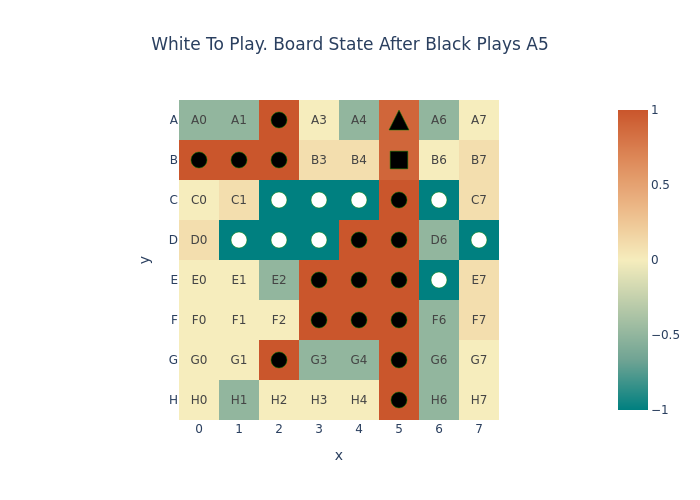 White To Play. Board State After Black Plays A5
A A0 A1 A3 A4 A6 A7
B B3 B4 B6 B7
C C0 C1 C7
D D0 D6
E E0 E1 E2 E7
F F0 F1 F2 F6 F7
G G0 G1 G3 G4 G6 G7
H H0 H1 H2 H3 H4 H6 H7
0 1 2 3 4 5 6 7
x
y
1
0.5
0
−0.5
−1